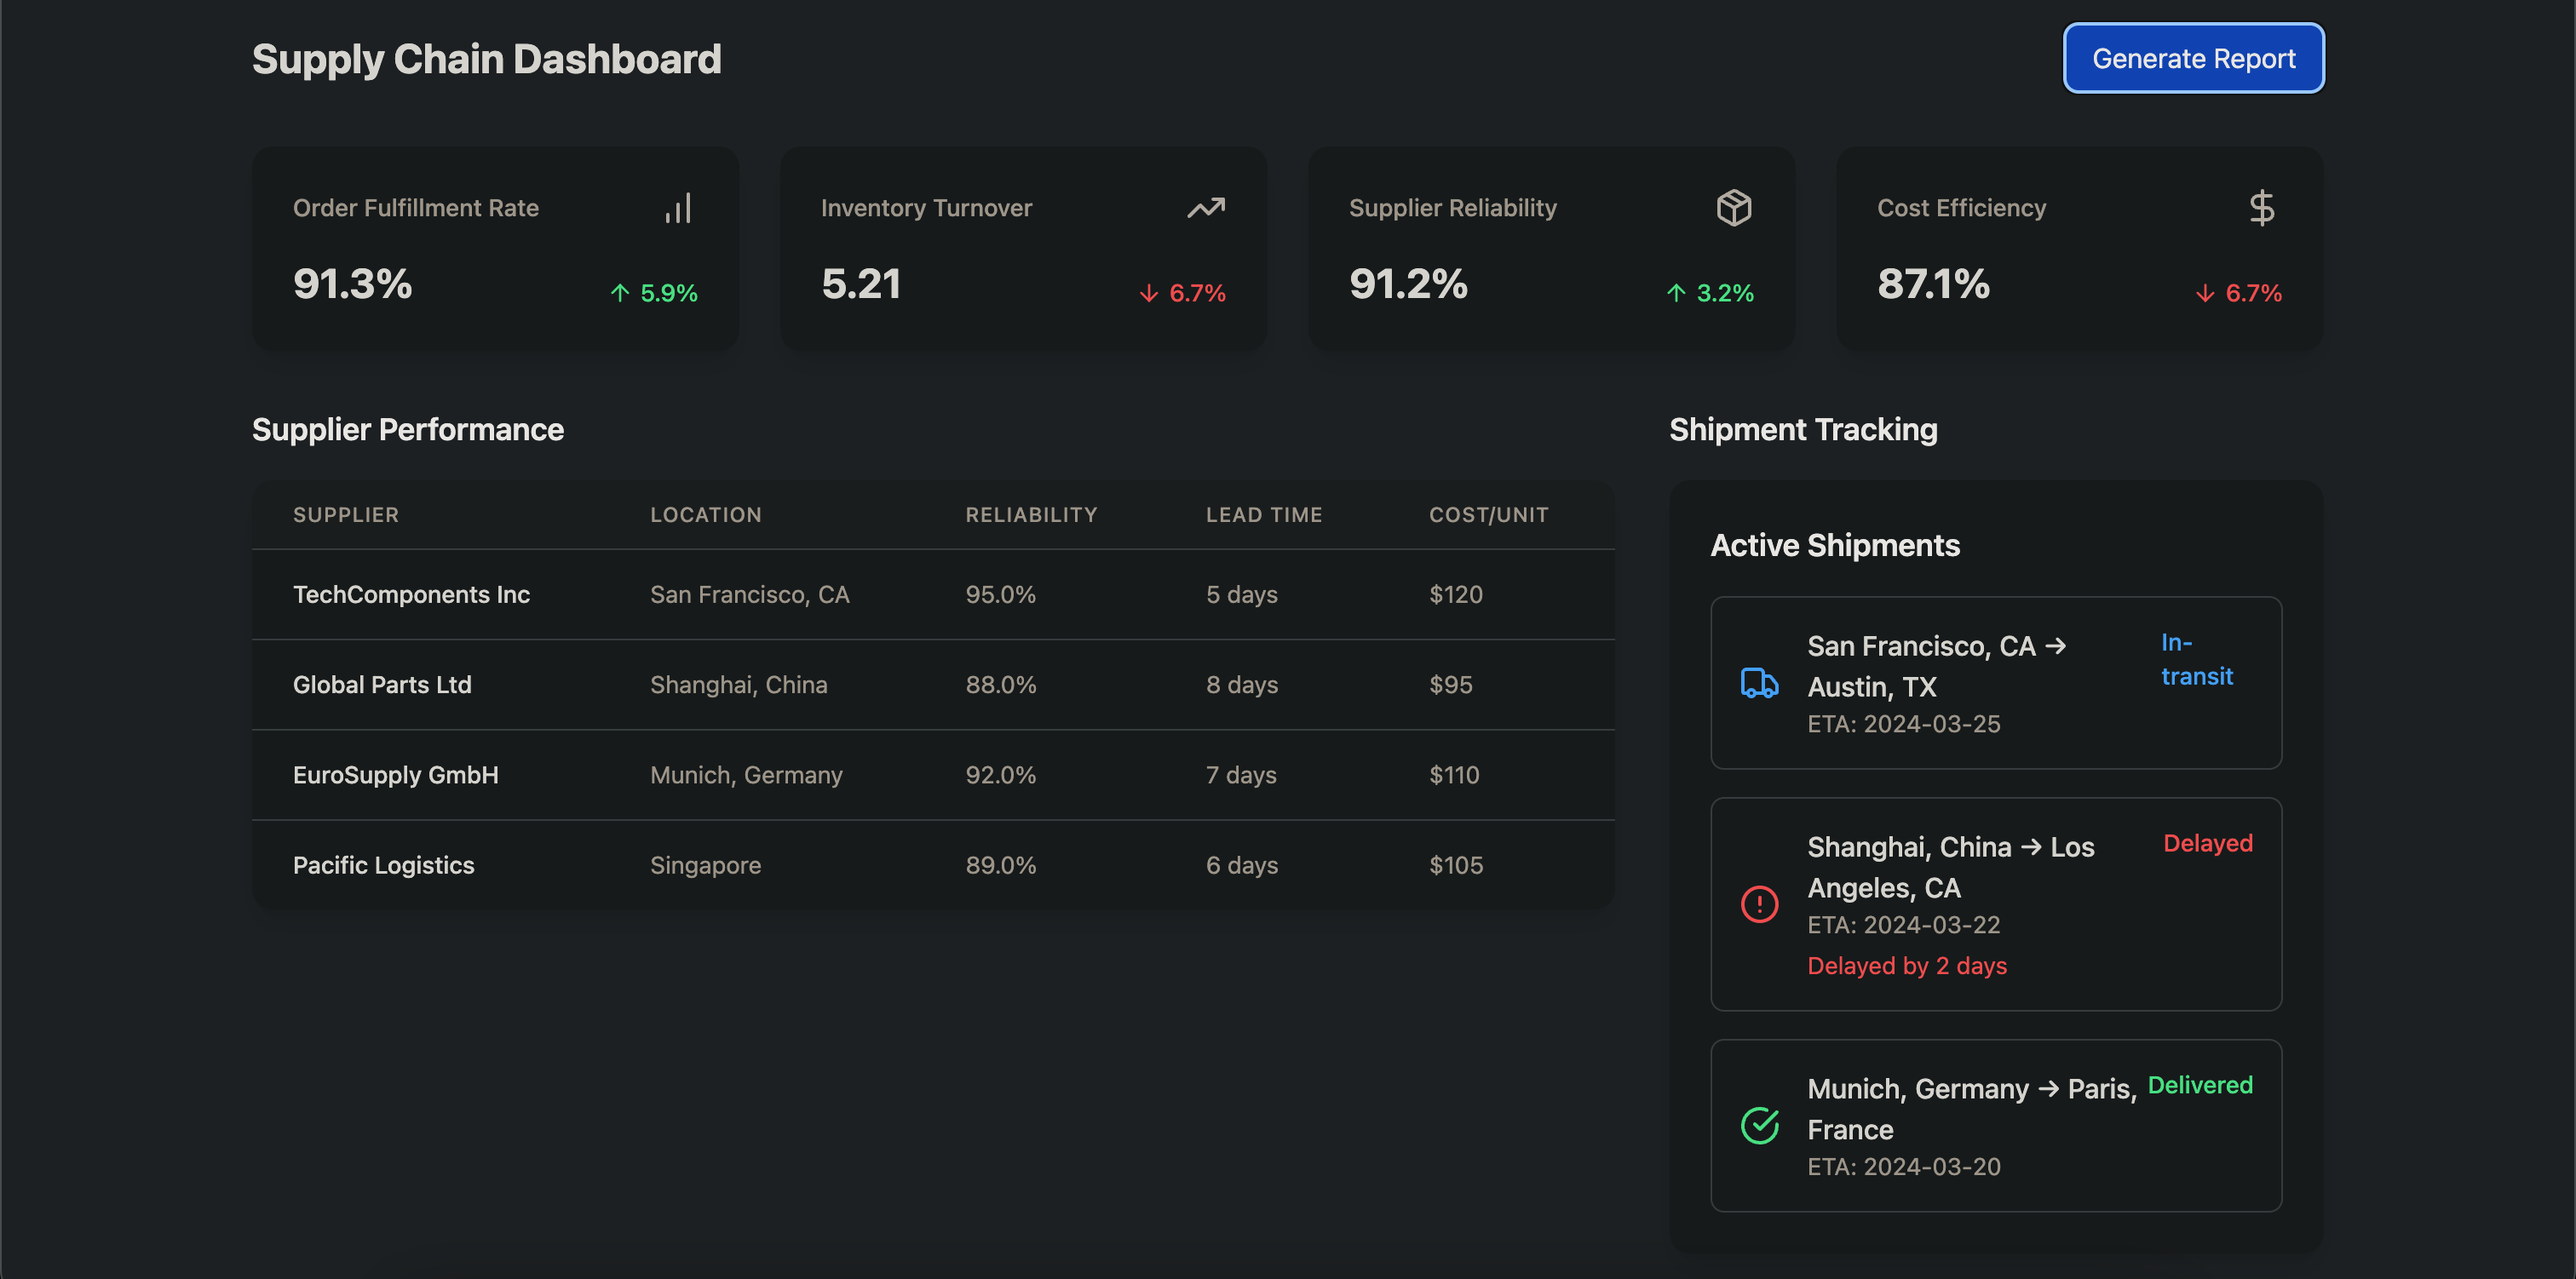 Supply Chain Dashboard
Generate Report
Order Fulfillment Rate
91.3%
↑ 5.9%
Inventory Turnover
5.21
↓ 6.7%
Supplier Reliability
91.2%
↑ 3.2%
Cost Efficiency
$
87.1%
↓ 6.7%
Supplier Performance
SUPPLIER LOCATION RELIABILITY LEAD TIME COST/UNIT
TechComponents Inc San Francisco, CA 95.0% 5 days $120
Global Parts Ltd Shanghai, China 88.0% 8 days $95
EuroSupply GmbH Munich, Germany 92.0% 7 days $110
Pacific Logistics Singapore 89.0% 6 days $105
Shipment Tracking
Active Shipments
San Francisco, CA →
Austin, TX
ETA: 2024-03-25
In-
transit
Shanghai, China → Los
Angeles, CA
ETA: 2024-03-22
Delayed by 2 days
Delayed
Munich, Germany → Paris,
France
ETA: 2024-03-20
Delivered